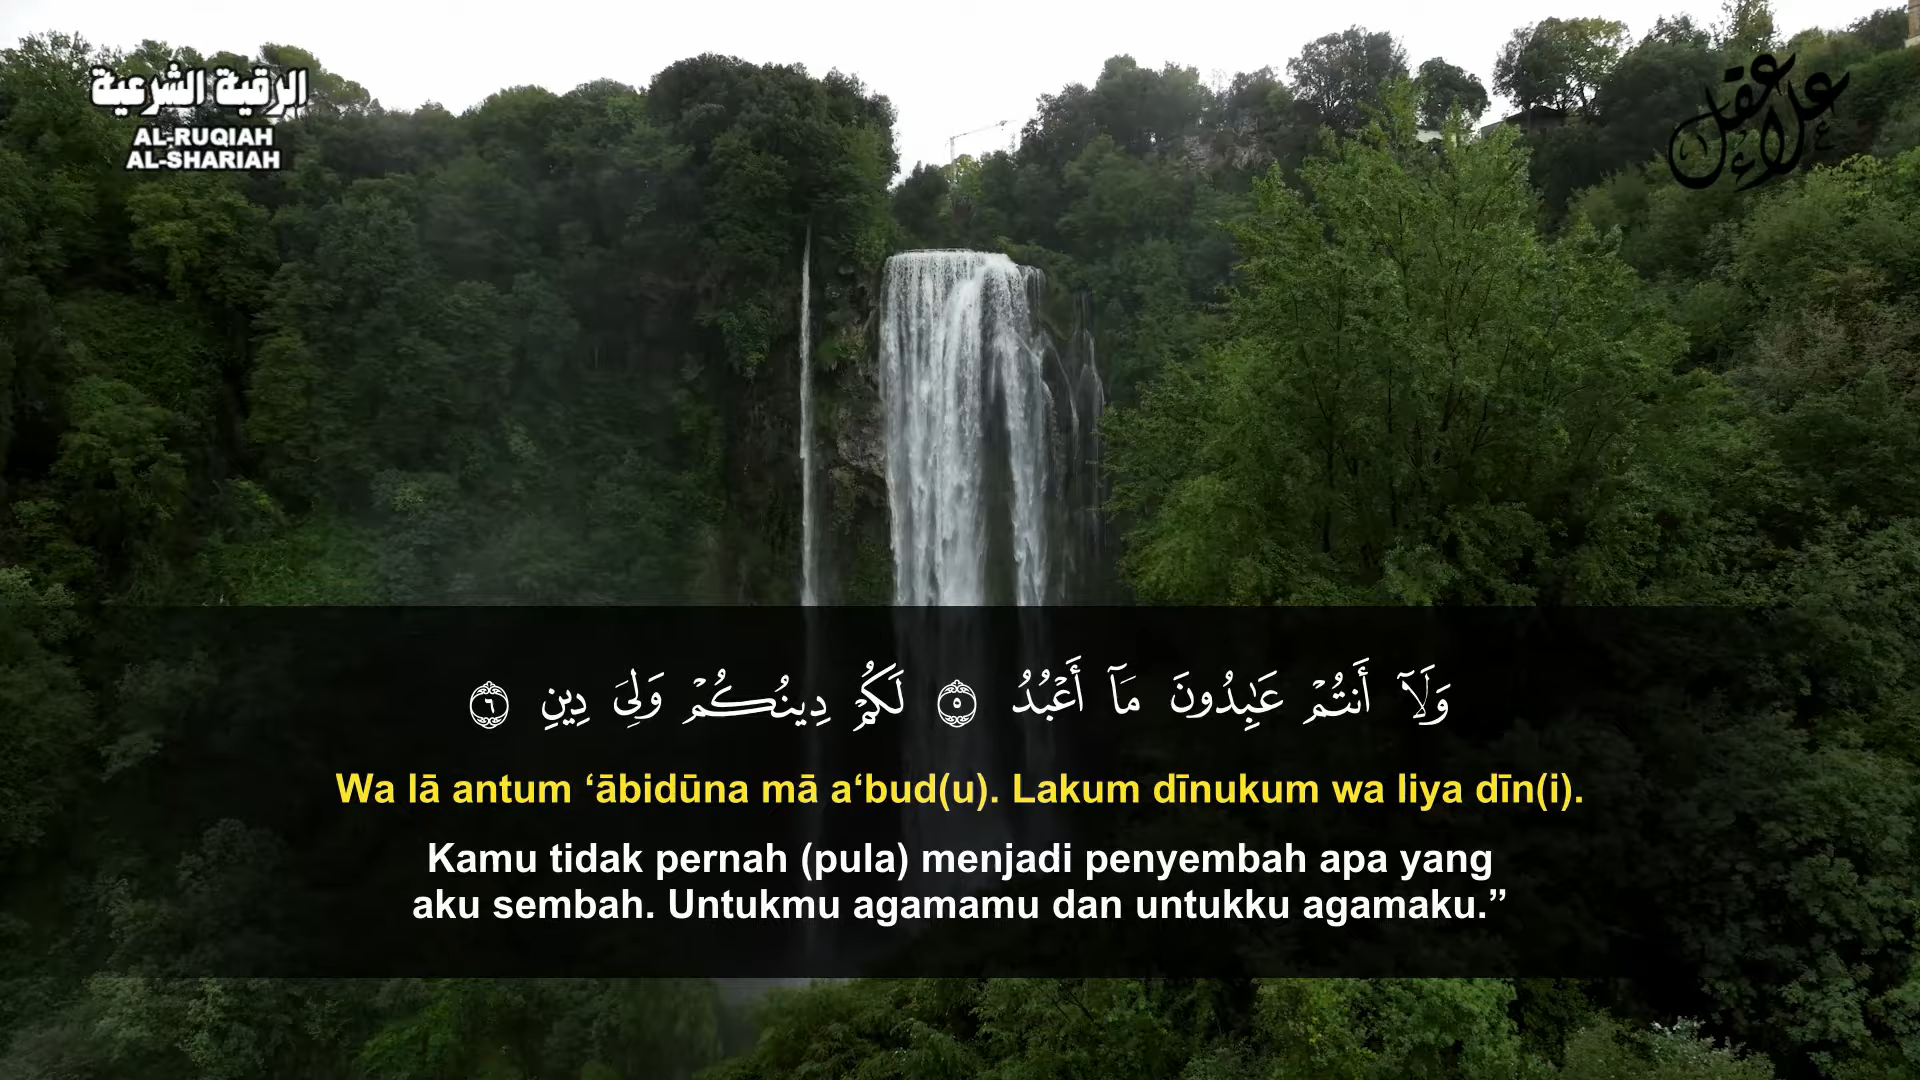 الرقية الشرعية
AL-RUQIAH
AL-SHARIAH
علاء عقل
وَلَآ أَنتُمْ عَـٰبِدُونَ مَآ أَعْبُدُ ٥ لَكُمْ دِينُكُمْ وَلِىَ دِينِ ٦
Wa lā antum ‘ābidūna mā a‘bud(u). Lakum dīnukum wa liya dīn(i).
Kamu tidak pernah (pula) menjadi penyembah apa yang
aku sembah. Untukmu agamamu dan untukku agamaku.”